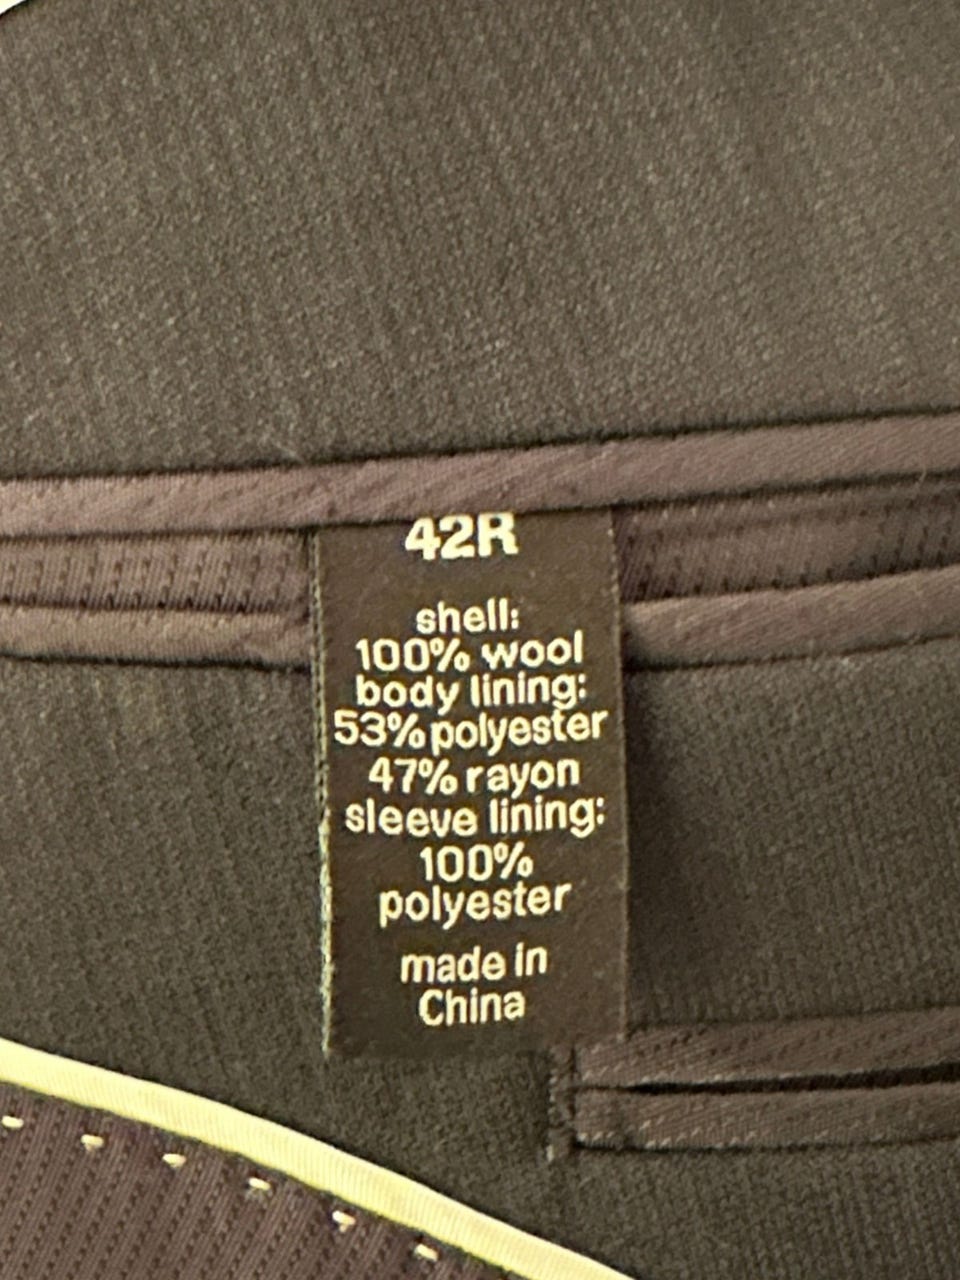 42R
shell:
100% wool
body lining:
53% polyester
47% rayon
sleeve lining:
100%
polyester
made in
China